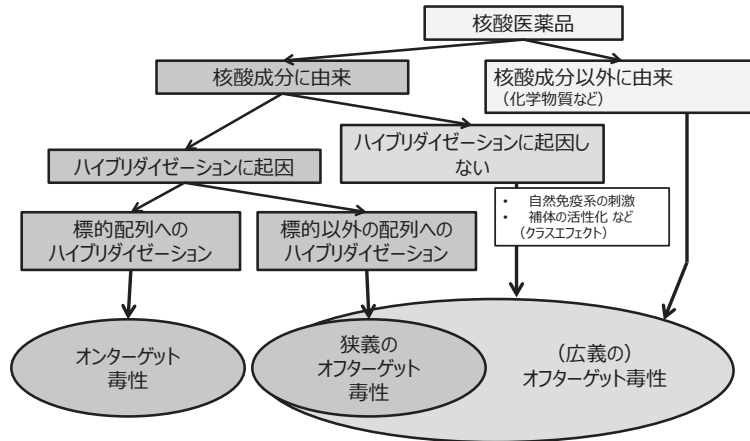 核酸医薬品
核酸成分に由来
核酸成分以外に由来
（化学物質など）
ハイブリダイゼーションに起因
ハイブリダイゼーションに起因し
ない
• 自然免疫系の刺激
• 補体の活性化 など
（クラスエフェクト）
標的配列への
ハイブリダイゼーション
標的以外の配列への
ハイブリダイゼーション
オンターゲット
毒性
狭義の
オフターゲット
毒性
（広義の）
オフターゲット毒性